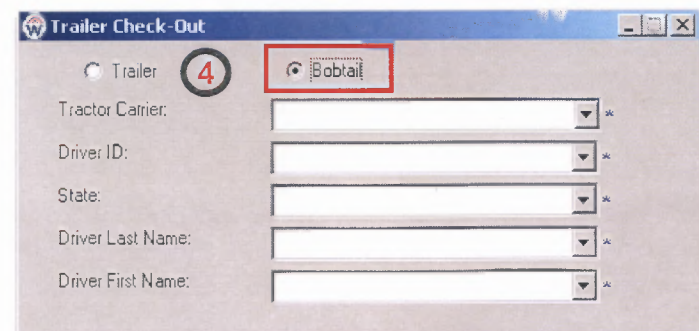 W Trailer Check-Out
Trailer 4 Bobtail
Tractor Carrier: *
Driver ID: *
State: *
Driver Last Name: *
Driver First Name: *